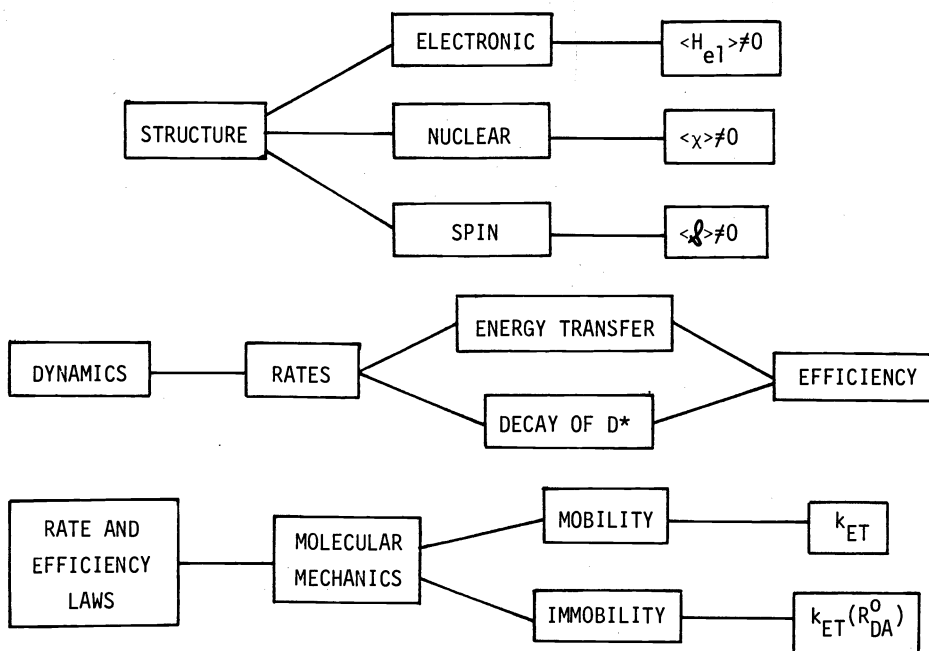 ELECTRONIC
<H_el>≠0
STRUCTURE
NUCLEAR
<χ>≠0
SPIN
<𝓈>≠0
ENERGY TRANSFER
DYNAMICS
RATES
EFFICIENCY
DECAY OF D*
RATE AND
EFFICIENCY
LAWS
MOLECULAR
MECHANICS
MOBILITY
k_ET
IMMOBILITY
k_ET(R^0_DA)